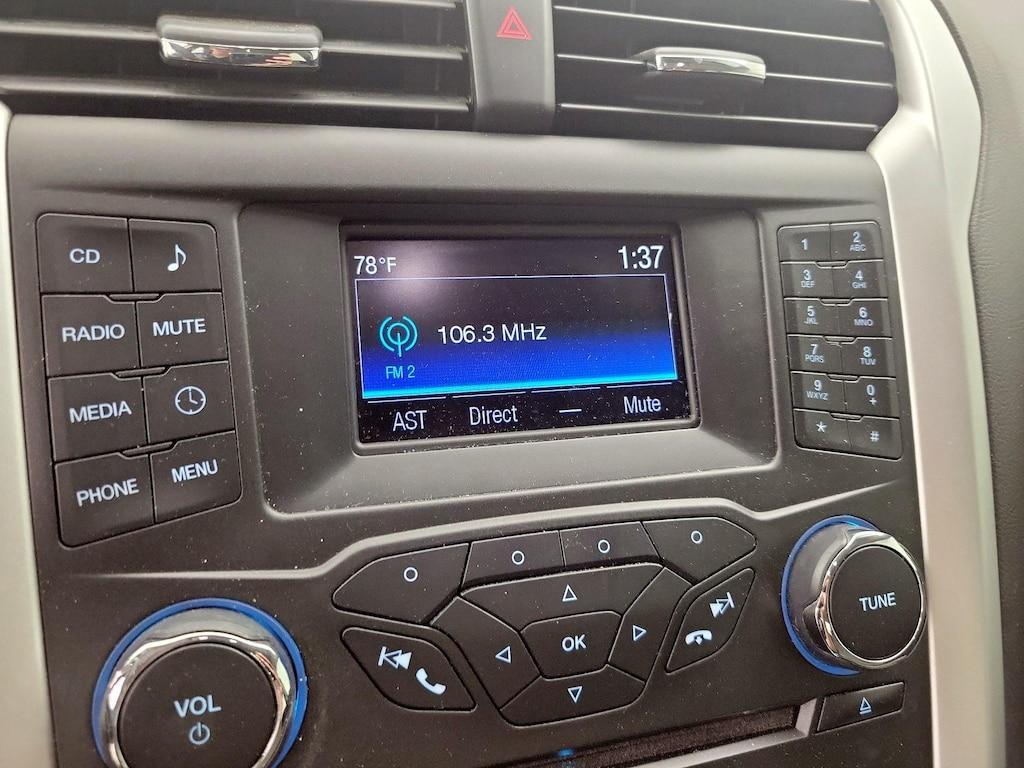 CD
RADIO MUTE
MEDIA
PHONE MENU
78°F 1:37
106.3 MHz
FM 2
AST Direct — Mute
1 2 ABC
3 DEF 4 GHI
5 JKL 6 MNO
7 PQRS 8 TUV
9 WXYZ 0 +
* #
OK
VOL
TUNE